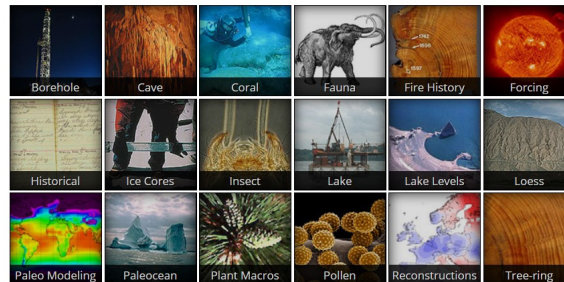 Borehole
Cave
Coral
Fauna
Fire History
Forcing
Historical
Ice Cores
Insect
Lake
Lake Levels
Loess
Paleo Modeling
Paleocean
Plant Macros
Pollen
Reconstructions
Tree-ring